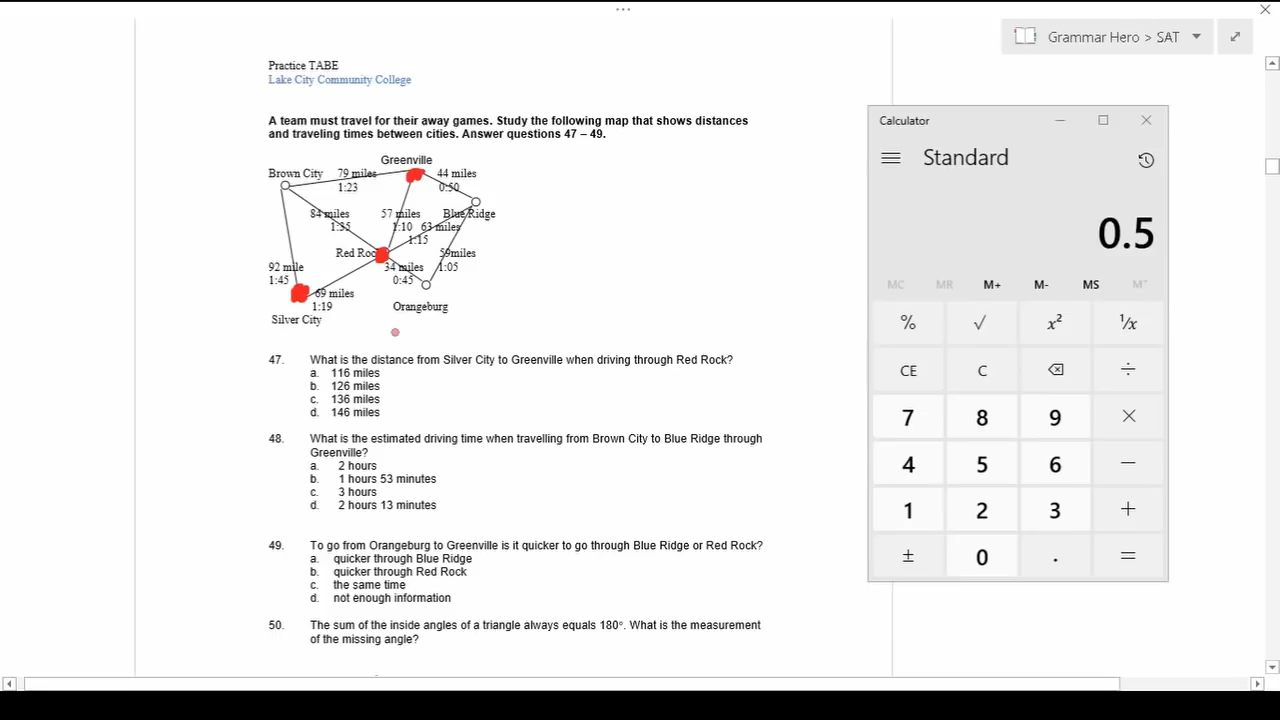 ...
Grammar Hero > SAT
Practice TABE
Lake City Community College
A team must travel for their away games. Study the following map that shows distances
and traveling times between cities. Answer questions 47 – 49.
Greenville
Brown City 79 miles 44 miles
1:23 0:50
84 miles 57 miles Blue Ridge
1:35 1:10 63 miles
1:15
Red Rock 59miles
92 mile 34 miles 1:05
1:45 0:45
69 miles
1:19 Orangeburg
Silver City
47. What is the distance from Silver City to Greenville when driving through Red Rock?
a. 116 miles
b. 126 miles
c. 136 miles
d. 146 miles
48. What is the estimated driving time when travelling from Brown City to Blue Ridge through
Greenville?
a. 2 hours
b. 1 hours 53 minutes
c. 3 hours
d. 2 hours 13 minutes
49. To go from Orangeburg to Greenville is it quicker to go through Blue Ridge or Red Rock?
a. quicker through Blue Ridge
b. quicker through Red Rock
c. the same time
d. not enough information
50. The sum of the inside angles of a triangle always equals 180°. What is the measurement
of the missing angle?
Calculator
Standard
0.5
MC MR M+ M- MS M˅
% √ x² ¹/x
CE C ÷
7 8 9 ×
4 5 6 −
1 2 3 +
± 0 . =